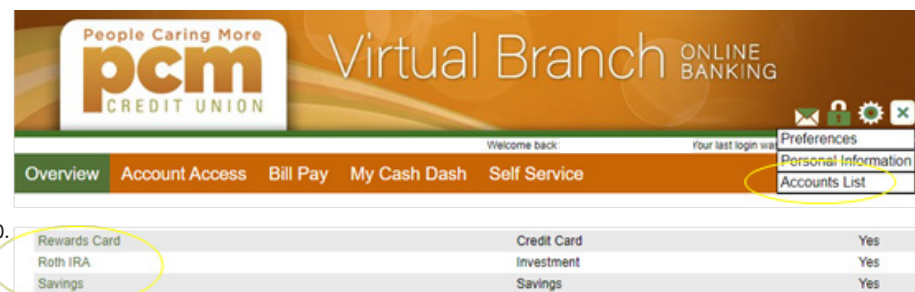 People Caring More
pcm
CREDIT UNION
Virtual Branch ONLINE BANKING
Welcome back Your last login was
Preferences
Personal Information
Accounts List
Overview Account Access Bill Pay My Cash Dash Self Service
Rewards Card Credit Card Yes
Roth IRA Investment Yes
Savings Savings Yes